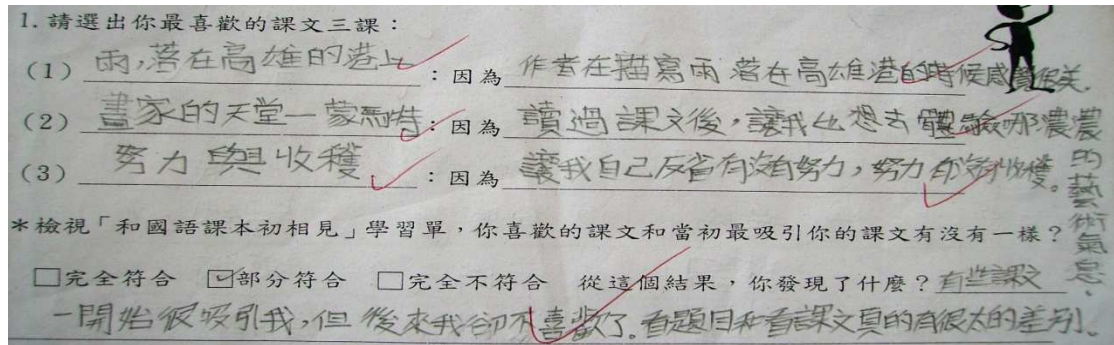 1.請選出你最喜歡的課文三課：
(1) 雨，落在高雄的港上：因為 作者在描寫雨落在高雄港的時候感覺很美．
(2) 畫家的天堂—蒙馬特：因為 讀過課文後，讓我也想去體驗那濃濃的藝術氣息．
(3) 努力與收穫：因為 讓我自己反省有沒有努力，努力有沒有收穫。
＊檢視「和國語課本初相見」學習單，你喜歡的課文和當初最吸引你的課文有沒有一樣？
□完全符合 ☑部分符合 □完全不符合 從這個結果，你發現了什麼？有些課文
一開始很吸引我，但後來我卻不喜歡了．看題目和看課文真的有很大的差別、